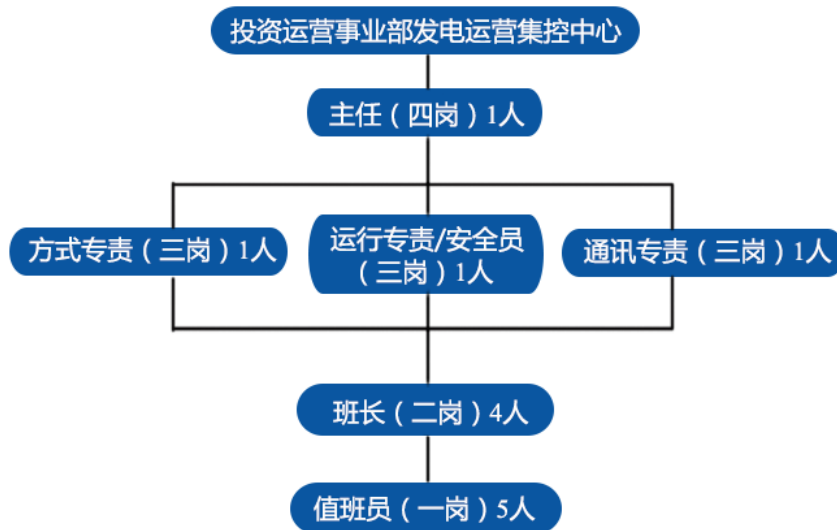 投资运营事业部发电运营集控中心
主任（四岗）1人
方式专责（三岗）1人
运行专责/安全员
（三岗）1人
通讯专责（三岗）1人
班长（二岗）4人
值班员（一岗）5人